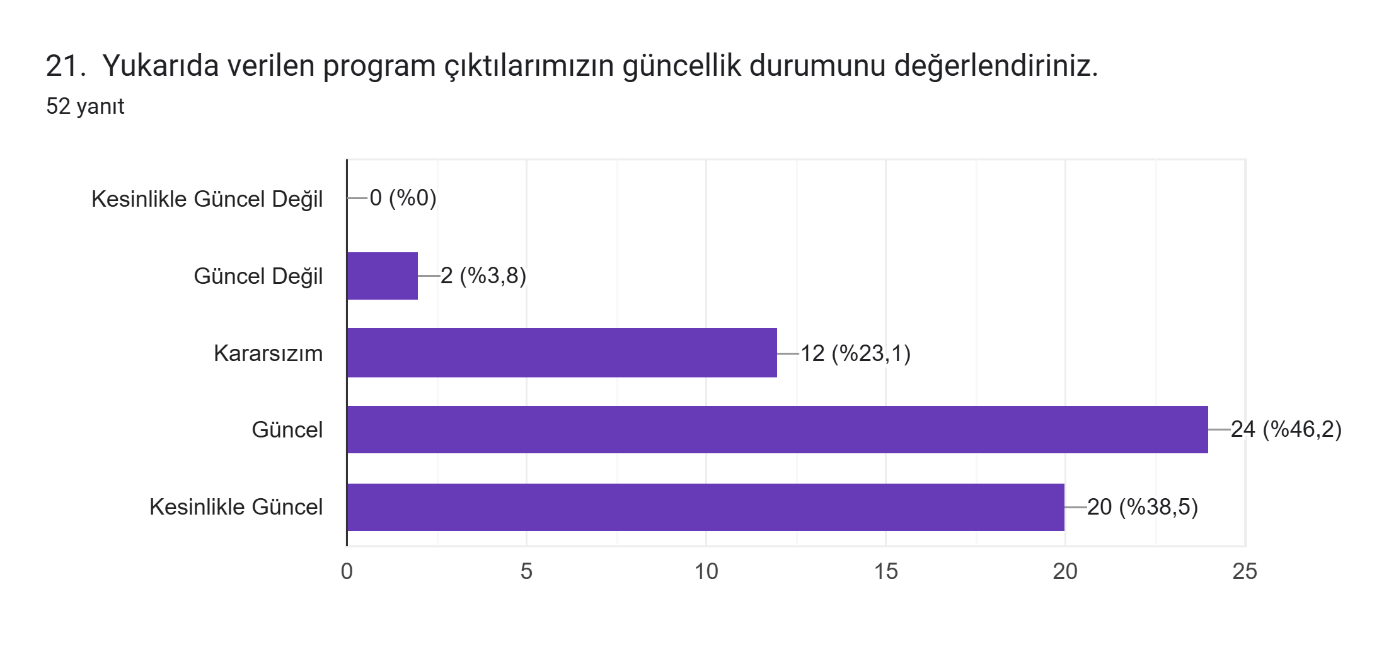 21. Yukarıda verilen program çıktılarımızın güncellik durumunu değerlendiriniz.
52 yanıt
Kesinlikle Güncel Değil 0 (%0)
Güncel Değil 2 (%3,8)
Kararsızım 12 (%23,1)
Güncel 24 (%46,2)
Kesinlikle Güncel 20 (%38,5)
0 5 10 15 20 25